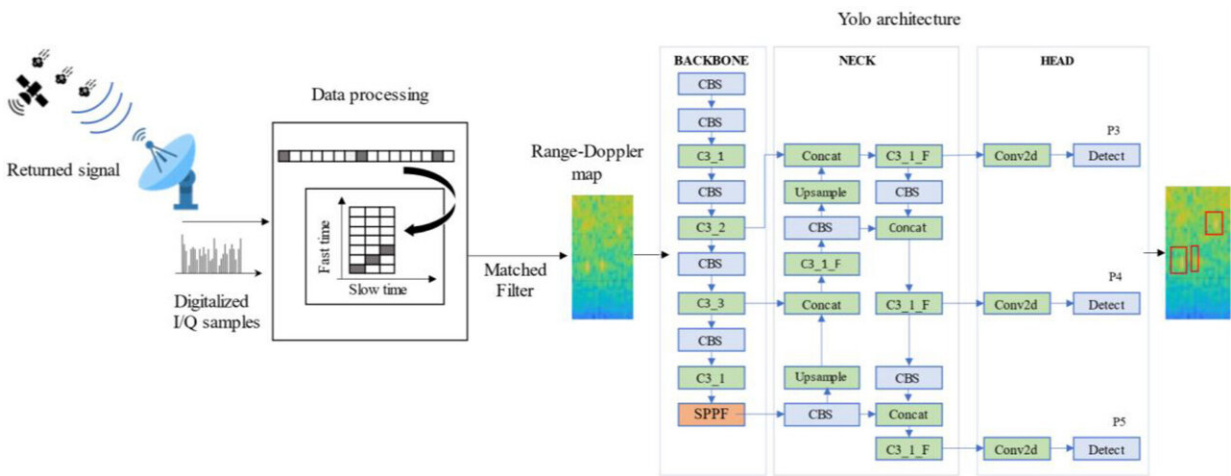 Yolo architecture
Returned signal
Digitalized
I/Q samples
Data processing
Fast time
Slow time
Matched
Filter
Range-Doppler
map
BACKBONE
CBS
CBS
C3_1
CBS
C3_2
CBS
C3_3
CBS
C3_1
SPPF
NECK
Concat
C3_1_F
Upsample
CBS
CBS
Concat
C3_1_F
Concat
C3_1_F
Upsample
CBS
CBS
Concat
C3_1_F
HEAD
P3
Conv2d
Detect
P4
Conv2d
Detect
P5
Conv2d
Detect